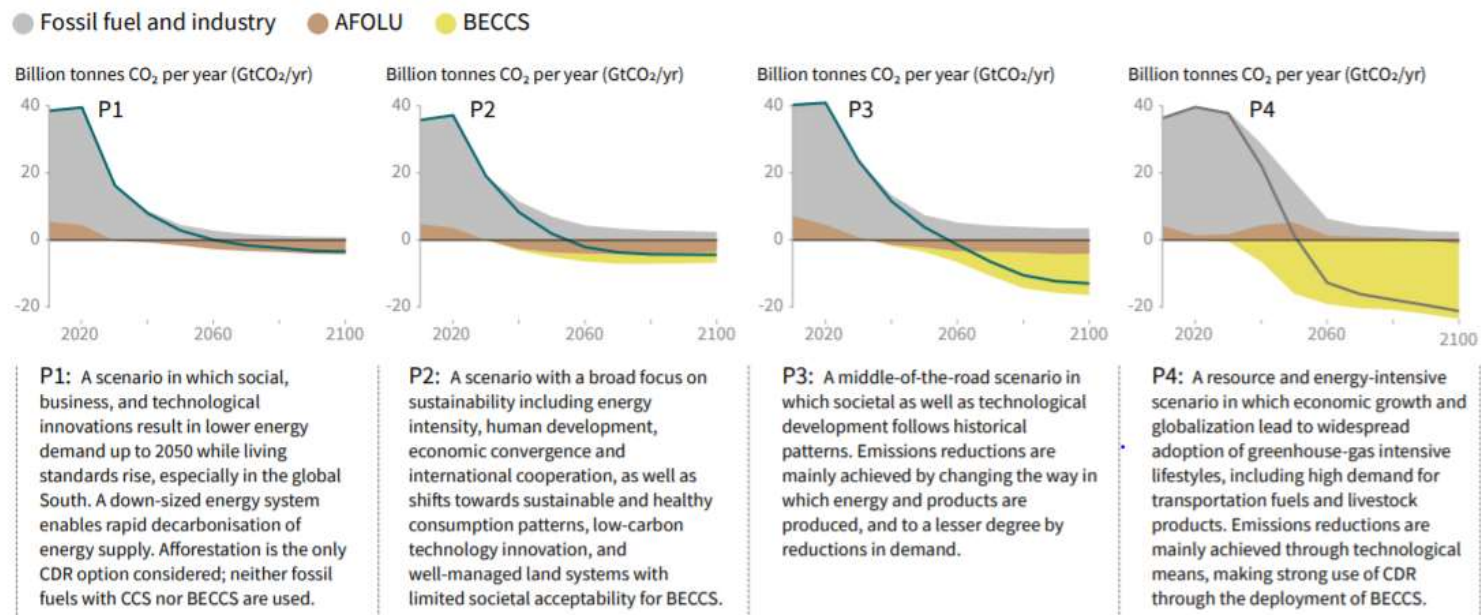 Fossil fuel and industry AFOLU BECCS
Billion tonnes CO₂ per year (GtCO₂/yr)
40
20
0
-20
P1
2020 2060 2100
Billion tonnes CO₂ per year (GtCO₂/yr)
40
20
0
-20
P2
2020 2060 2100
Billion tonnes CO₂ per year (GtCO₂/yr)
40
20
0
-20
P3
2020 2060 2100
Billion tonnes CO₂ per year (GtCO₂/yr)
40
20
0
-20
P4
2020 2060 2100
P1: A scenario in which social,
business, and technological
innovations result in lower energy
demand up to 2050 while living
standards rise, especially in the global
South. A down-sized energy system
enables rapid decarbonisation of
energy supply. Afforestation is the only
CDR option considered; neither fossil
fuels with CCS nor BECCS are used.
P2: A scenario with a broad focus on
sustainability including energy
intensity, human development,
economic convergence and
international cooperation, as well as
shifts towards sustainable and healthy
consumption patterns, low-carbon
technology innovation, and
well-managed land systems with
limited societal acceptability for BECCS.
P3: A middle-of-the-road scenario in
which societal as well as technological
development follows historical
patterns. Emissions reductions are
mainly achieved by changing the way in
which energy and products are
produced, and to a lesser degree by
reductions in demand.
P4: A resource and energy-intensive
scenario in which economic growth and
globalization lead to widespread
adoption of greenhouse-gas intensive
lifestyles, including high demand for
transportation fuels and livestock
products. Emissions reductions are
mainly achieved through technological
means, making strong use of CDR
through the deployment of BECCS.